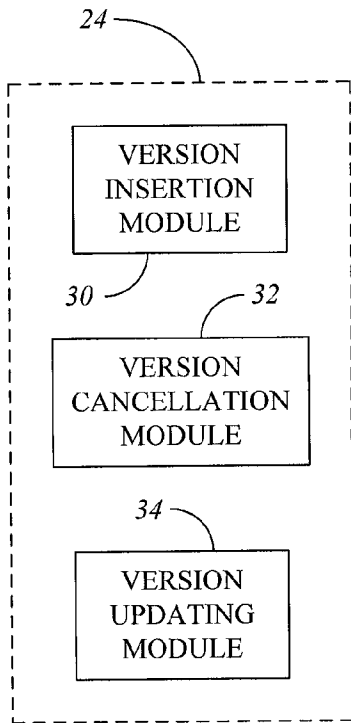 24
VERSION
INSERTION
MODULE
30
32
VERSION
CANCELLATION
MODULE
34
VERSION
UPDATING
MODULE